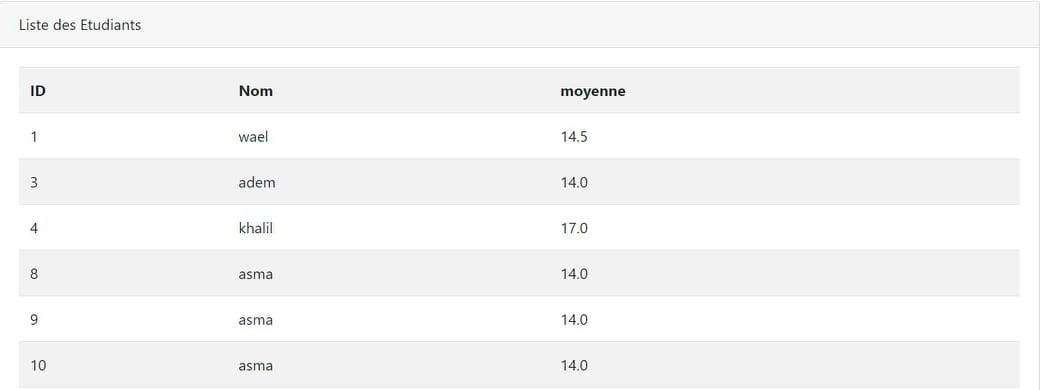 Liste des Etudiants
ID Nom moyenne
1 wael 14.5
3 adem 14.0
4 khalil 17.0
8 asma 14.0
9 asma 14.0
10 asma 14.0